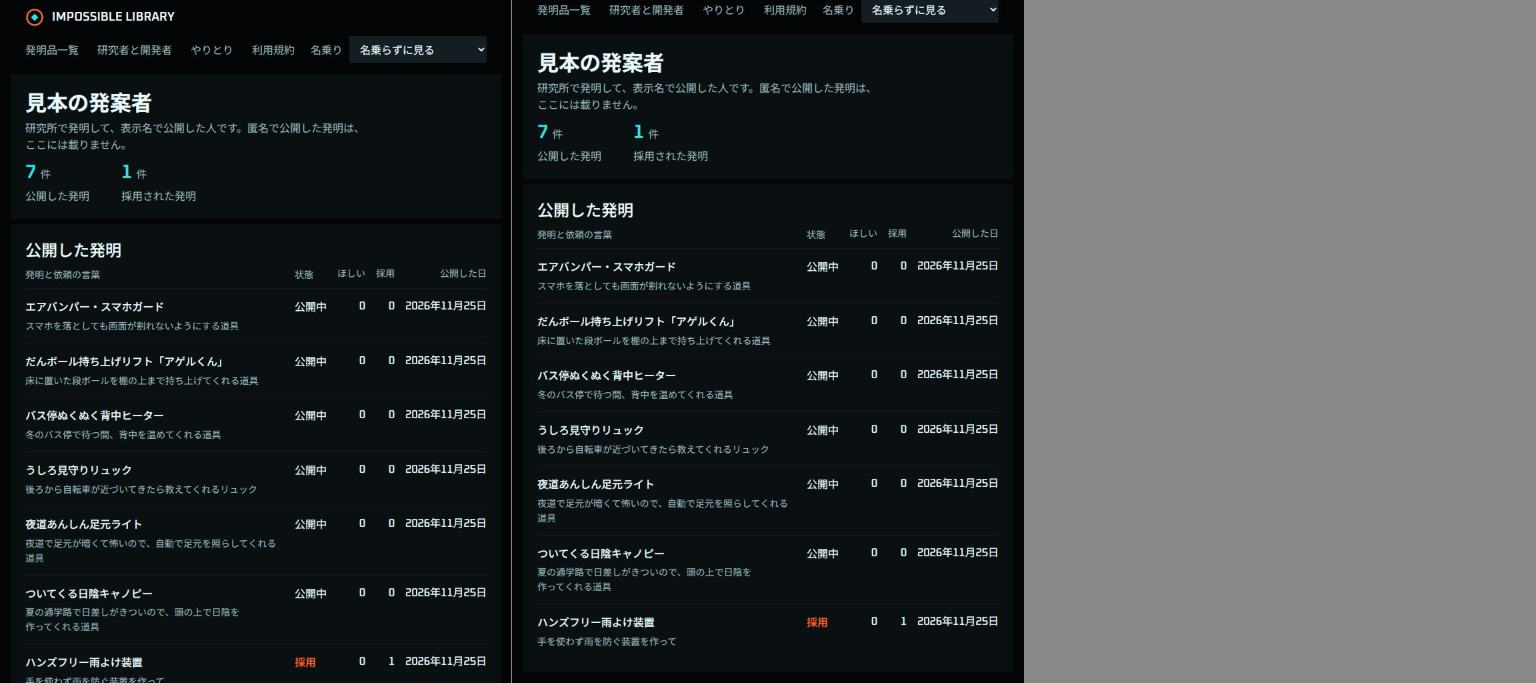 IMPOSSIBLE LIBRARY
発明品一覧 研究者と開発者 やりとり 利用規約 名乗り 名乗らずに見る
見本の発案者
研究所で発明して、表示名で公開した人です。匿名で公開した発明は、
ここには載りません。
7 件 1 件
公開した発明 採用された発明
公開した発明
発明と依頼の言葉 状態 ほしい 採用 公開した日
エアバンパー・スマホガード 公開中 0 0 2026年11月25日
スマホを落としても画面が割れないようにする道具
だんボール持ち上げリフト「アゲルくん」 公開中 0 0 2026年11月25日
床に置いた段ボールを棚の上まで持ち上げてくれる道具
バス停ぬくぬく背中ヒーター 公開中 0 0 2026年11月25日
冬のバス停で待つ間、背中を温めてくれる道具
うしろ見守りリュック 公開中 0 0 2026年11月25日
後ろから自転車が近づいてきたら教えてくれるリュック
夜道あんしん足元ライト 公開中 0 0 2026年11月25日
夜道で足元が暗くて怖いので、自動で足元を照らしてくれる
道具
ついてくる日陰キャノピー 公開中 0 0 2026年11月25日
夏の通学路で日差しがきついので、頭の上で日陰を
作ってくれる道具
ハンズフリー雨よけ装置 採用 0 1 2026年11月25日
手を使わず雨を防ぐ装置を作って
発明品一覧 研究者と開発者 やりとり 利用規約 名乗り 名乗らずに見る
見本の発案者
研究所で発明して、表示名で公開した人です。匿名で公開した発明は、
ここには載りません。
7 件 1 件
公開した発明 採用された発明
公開した発明
発明と依頼の言葉 状態 ほしい 採用 公開した日
エアバンパー・スマホガード 公開中 0 0 2026年11月25日
スマホを落としても画面が割れないようにする道具
だんボール持ち上げリフト「アゲルくん」 公開中 0 0 2026年11月25日
床に置いた段ボールを棚の上まで持ち上げてくれる道具
バス停ぬくぬく背中ヒーター 公開中 0 0 2026年11月25日
冬のバス停で待つ間、背中を温めてくれる道具
うしろ見守りリュック 公開中 0 0 2026年11月25日
後ろから自転車が近づいてきたら教えてくれるリュック
夜道あんしん足元ライト 公開中 0 0 2026年11月25日
夜道で足元が暗くて怖いので、自動で足元を照らしてくれる
道具
ついてくる日陰キャノピー 公開中 0 0 2026年11月25日
夏の通学路で日差しがきついので、頭の上で日陰を
作ってくれる道具
ハンズフリー雨よけ装置 採用 0 1 2026年11月25日
手を使わず雨を防ぐ装置を作って